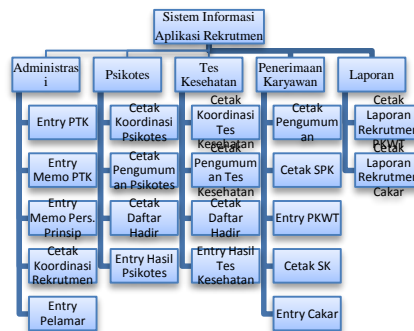 Sistem Informasi
Aplikasi Rekrutmen
Administras
i
Psikotes
Tes
Kesehatan
Penerimaan
Karyawan
Laporan
Entry PTK
Entry
Memo PTK
Entry
Memo Pers.
Prinsip
Cetak
Koordinasi
Rekrutmen
Entry
Pelamar
Cetak
Koordinasi
Psikotes
Cetak
Pengumum
an Psikotes
Cetak
Daftar
Hadir
Entry Hasil
Psikotes
Cetak
Koordinasi
Tes
Kesehatan
Cetak
Pengumum
an Tes
Kesehatan
Cetak
Daftar
Hadir
Entry Hasil
Tes
Kesehatan
Cetak
Pengumum
an
Cetak SPK
Entry PKWT
Cetak SK
Entry Cakar
Cetak
Laporan
Rekrutmen
PKWT
Cetak
Laporan
Rekrutmen
Cakar